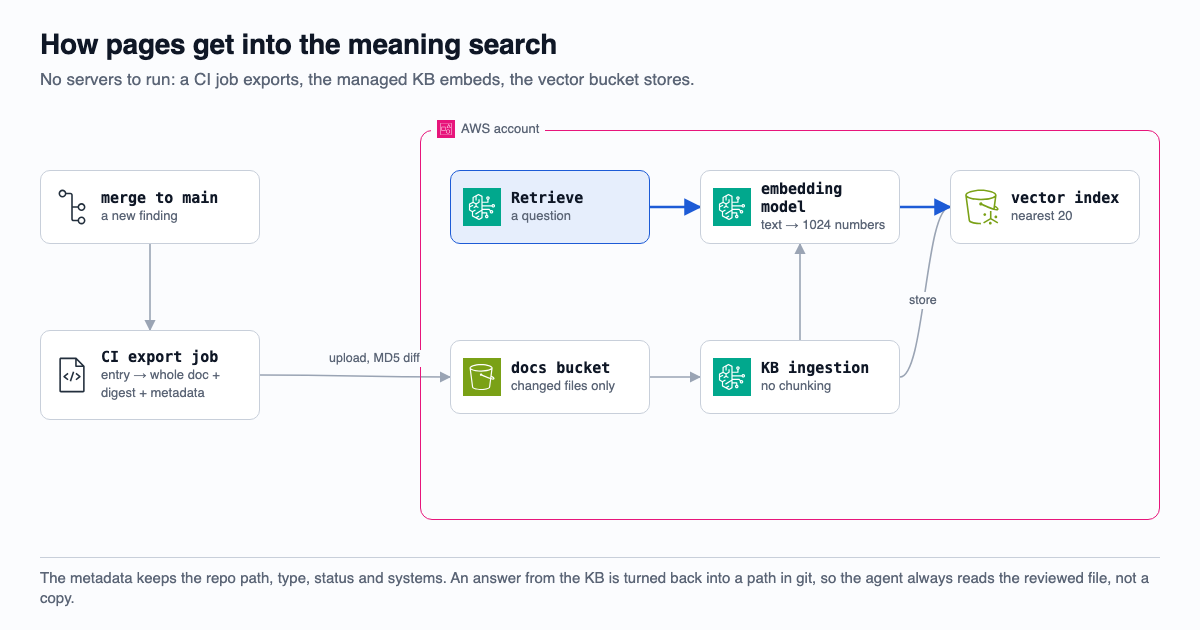 How pages get into the meaning search
No servers to run: a CI job exports, the managed KB embeds, the vector bucket stores.
AWS account
merge to main
a new finding
Retrieve
a question
embedding
model
text → 1024 numbers
vector index
nearest 20
store
CI export job
entry → whole doc +
digest + metadata
upload, MD5 diff
docs bucket
changed files only
KB ingestion
no chunking
The metadata keeps the repo path, type, status and systems. An answer from the KB is turned back into a path in git, so the agent always reads the reviewed file, not a
copy.